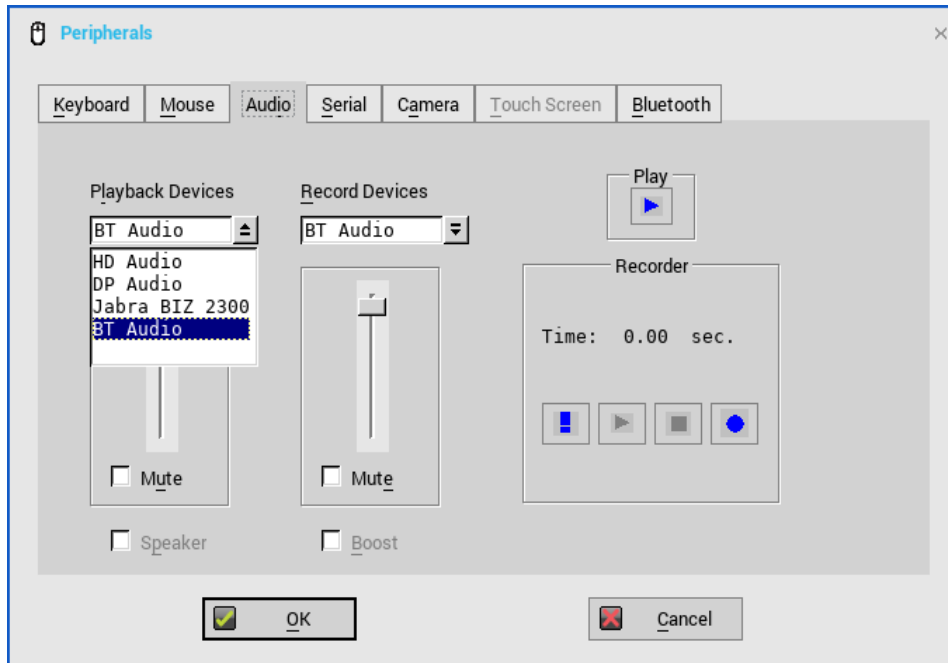 Peripherals
Keyboard Mouse Audio Serial Camera Touch Screen Bluetooth
Playback Devices
BT Audio
HD Audio
DP Audio
Jabra BIZ 2300
BT Audio
Mute
Speaker
Record Devices
BT Audio
Mute
Boost
Play
Recorder
Time: 0.00 sec.
OK
Cancel